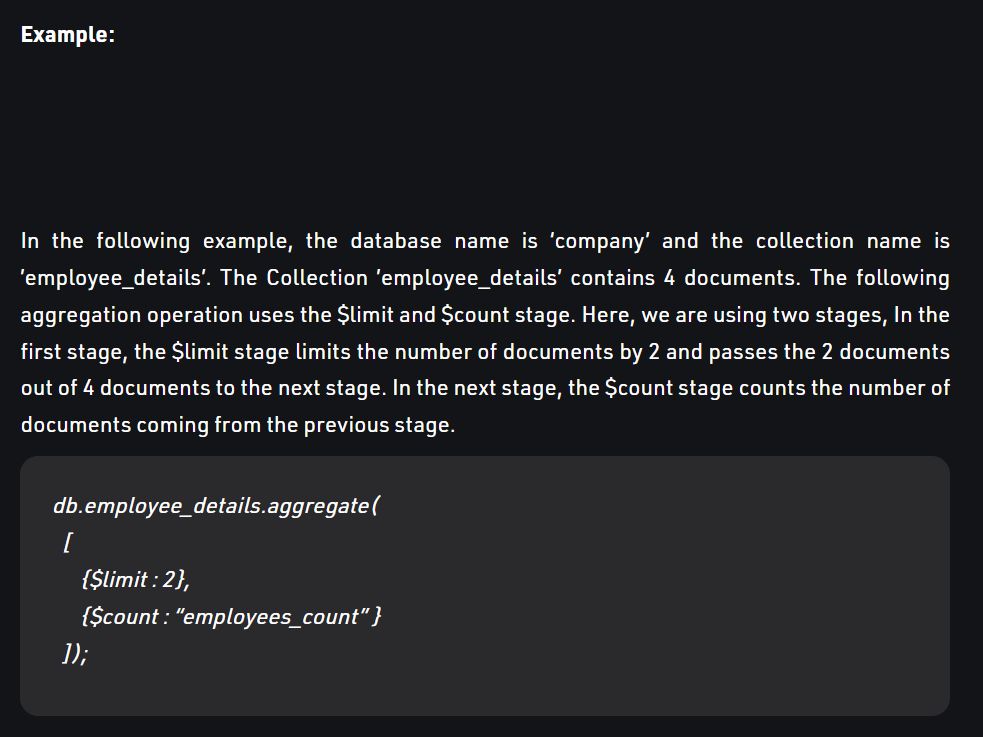 Example:
In the following example, the database name is ‘company’ and the collection name is
’employee_details’. The Collection ’employee_details’ contains 4 documents. The following
aggregation operation uses the $limit and $count stage. Here, we are using two stages, In the
first stage, the $limit stage limits the number of documents by 2 and passes the 2 documents
out of 4 documents to the next stage. In the next stage, the $count stage counts the number of
documents coming from the previous stage.
db.employee_details.aggregate(
[
{$limit : 2},
{$count : “employees_count” }
]);